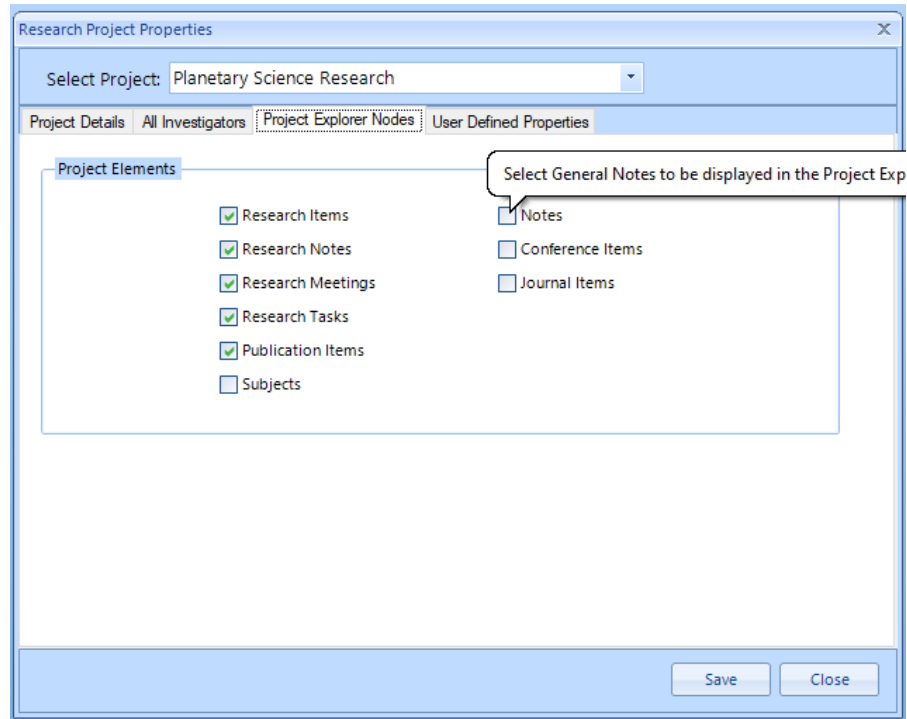 Research Project Properties
Select Project: Planetary Science Research
Project Details All Investigators Project Explorer Nodes User Defined Properties
Project Elements
Select General Notes to be displayed in the Project Exp
Research Items
Notes
Research Notes
Conference Items
Research Meetings
Journal Items
Research Tasks
Publication Items
Subjects
Save Close